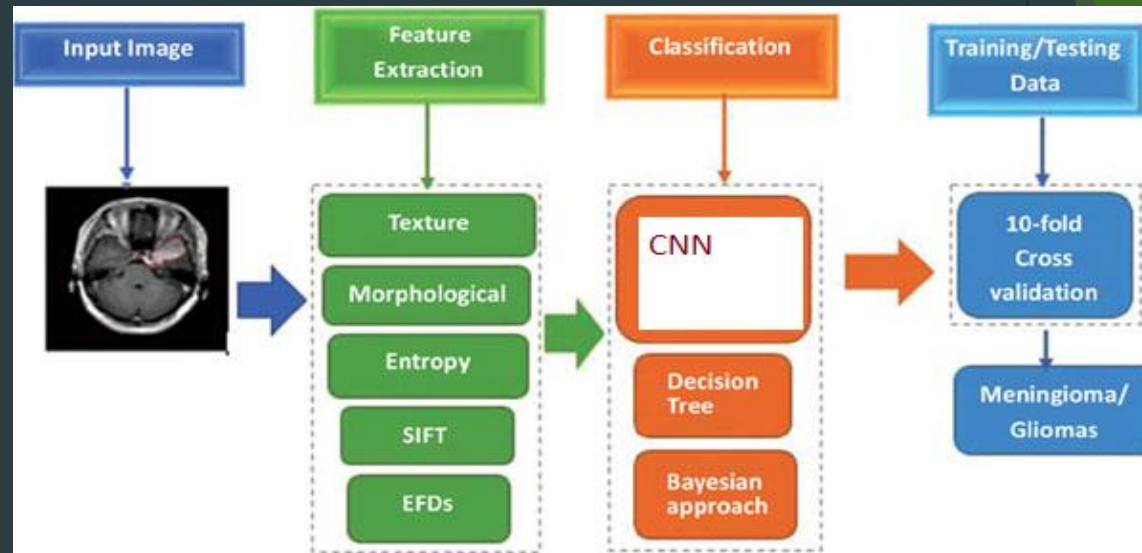 Input Image
Feature
Extraction
Classification
Training/Testing
Data
Texture
Morphological
Entropy
SIFT
EFDs
CNN
Decision
Tree
Bayesian
approach
10-fold
Cross
validation
Meningioma/
Gliomas